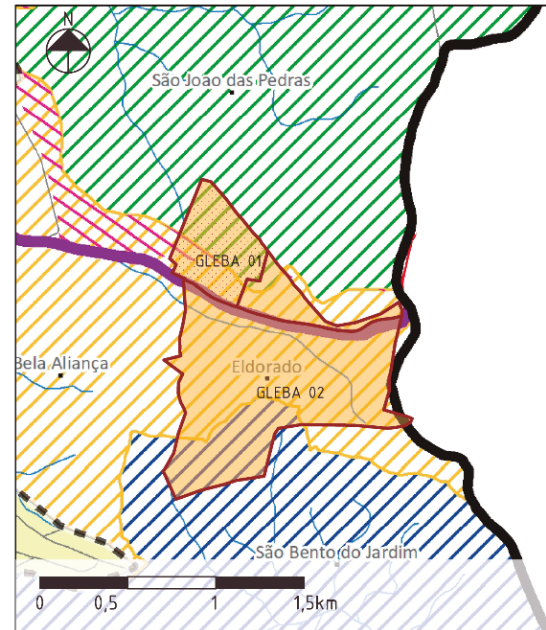 N
São João das Pedras
GLEBA 01
Bela Aliança
Eldorado
GLEBA 02
São Bento do Jardim
0 0,5 1 1,5km